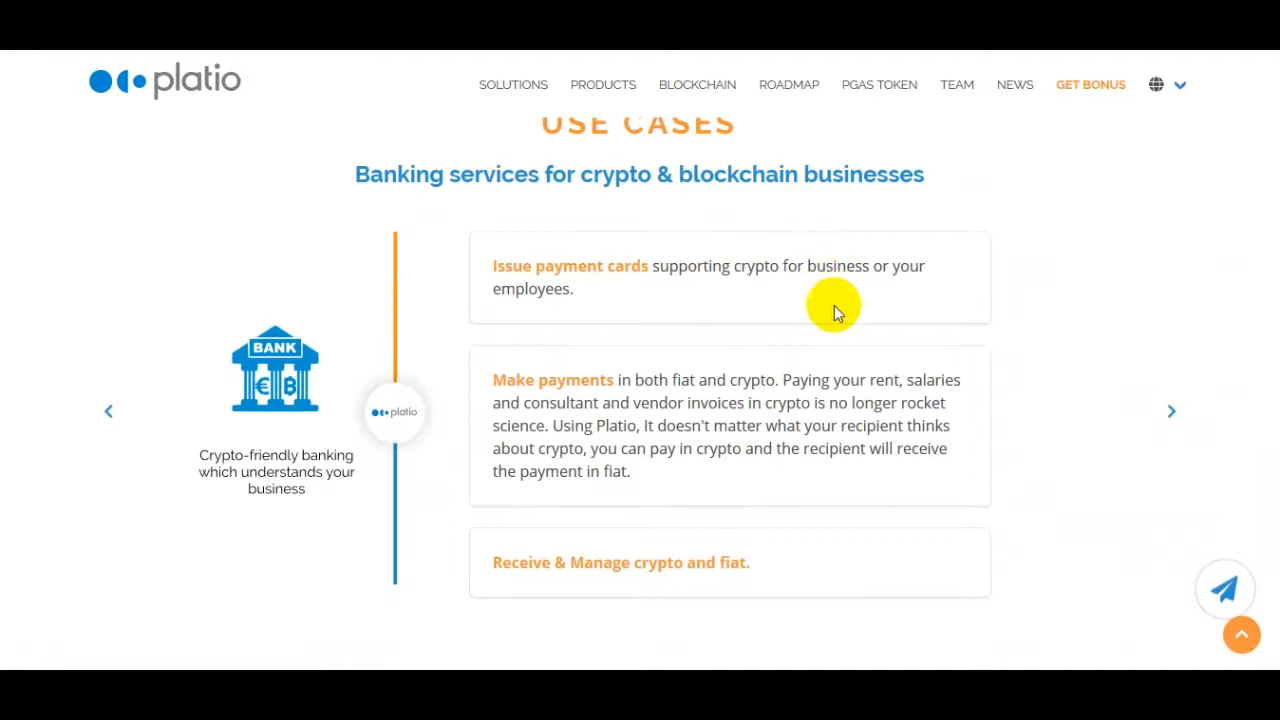 platio
SOLUTIONS PRODUCTS BLOCKCHAIN ROADMAP PGAS TOKEN TEAM NEWS GET BONUS
USE CASES
Banking services for crypto & blockchain businesses
Issue payment cards supporting crypto for business or your
employees.
BANK
€ B
Crypto-friendly banking
which understands your
business
platio
Make payments in both fiat and crypto. Paying your rent, salaries
and consultant and vendor invoices in crypto is no longer rocket
science. Using Platio, It doesn't matter what your recipient thinks
about crypto, you can pay in crypto and the recipient will receive
the payment in fiat.
Receive & Manage crypto and fiat.